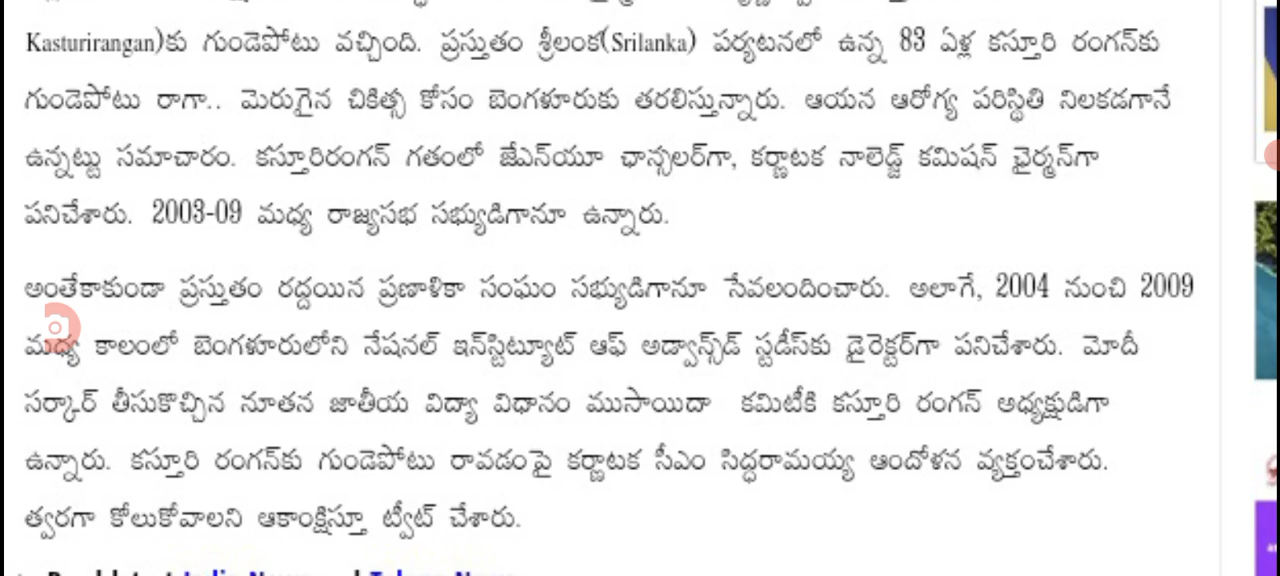 Kasturirangan)కు గుండెపోటు వచ్చింది. ప్రస్తుతం శ్రీలంక(Srilanka) పర్యటనలో ఉన్న 83 ఏళ్ల కస్తూరి రంగన్‌కు
గుండెపోటు రాగా.. మెరుగైన చికిత్స కోసం బెంగళూరుకు తరలిస్తున్నారు. ఆయన ఆరోగ్య పరిస్థితి నిలకడగానే
ఉన్నట్టు సమాచారం. కస్తూరిరంగన్ గతంలో జేఎన్‌యూ ఛాన్సలర్‌గా, కర్ణాటక నాలెడ్జ్ కమిషన్ ఛైర్మన్‌గా
పనిచేశారు. 2003-09 మధ్య రాజ్యసభ సభ్యుడిగానూ ఉన్నారు.
అంతేకాకుండా ప్రస్తుతం రద్దయిన ప్రణాళికా సంఘం సభ్యుడిగానూ సేవలందించారు. అలాగే, 2004 నుంచి 2009
మధ్య కాలంలో బెంగళూరులోని నేషనల్ ఇన్‌స్టిట్యూట్ ఆఫ్ అడ్వాన్స్‌డ్ స్టడీస్‌కు డైరెక్టర్‌గా పనిచేశారు. మోదీ
సర్కార్ తీసుకొచ్చిన నూతన జాతీయ విద్యా విధానం ముసాయిదా కమిటీకి కస్తూరి రంగన్ అధ్యక్షుడిగా
ఉన్నారు. కస్తూరి రంగన్‌కు గుండెపోటు రావడంపై కర్ణాటక సీఎం సిద్ధరామయ్య ఆందోళన వ్యక్తంచేశారు.
త్వరగా కోలుకోవాలని ఆకాంక్షిస్తూ ట్వీట్ చేశారు.